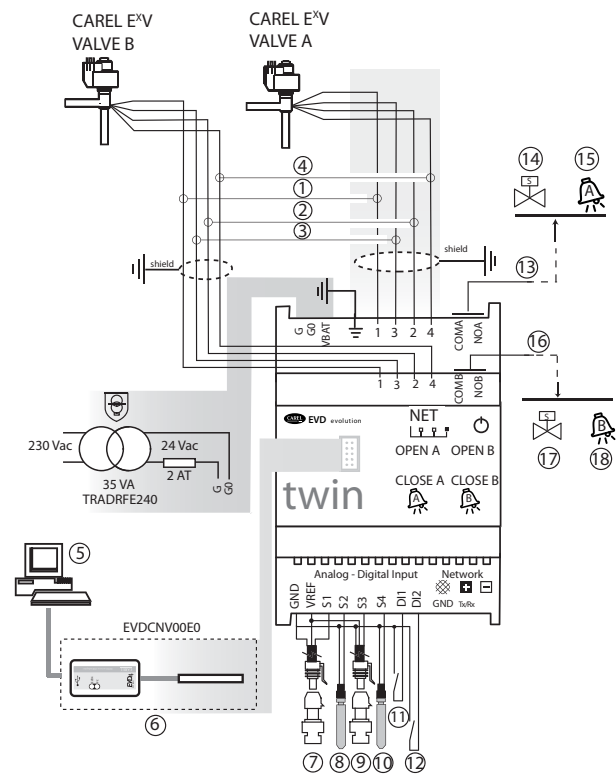 CAREL EXV
VALVE B
CAREL EXV
VALVE A
4
1
2
3
14
15
S
A
13
shield
shield
G
G0
VBAT
1 3 2 4
COMA
NOA
1 3 2 4
COMB
NOB
16
S
B
17
18
CAREL EVD evolution
NET
OPEN A OPEN B
CLOSE A CLOSE B
A
B
twin
230 Vac
24 Vac
35 VA
TRADRFE240
2 AT
G
G0
5
EVDCNV00E0
6
Analog - Digital Input
Network
GND
VREF
S1
S2
S3
S4
DI1
DI2
GND Tx/Rx
7
8
9
10
11
12